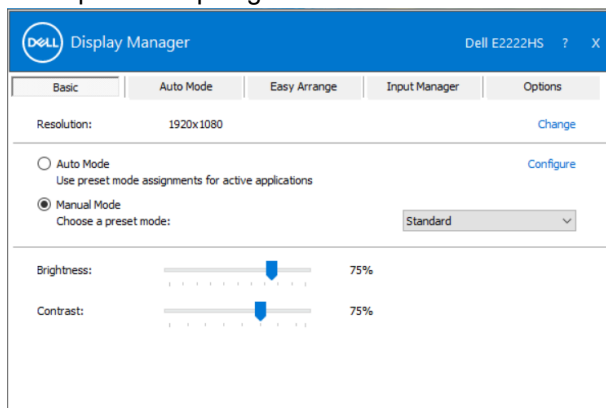 DELL Display Manager Dell E2222HS ? X
Basic Auto Mode Easy Arrange Input Manager Options
Resolution: 1920x1080 Change
Auto Mode Configure
Use preset mode assignments for active applications
Manual Mode
Choose a preset mode: Standard
Brightness: 75%
Contrast: 75%